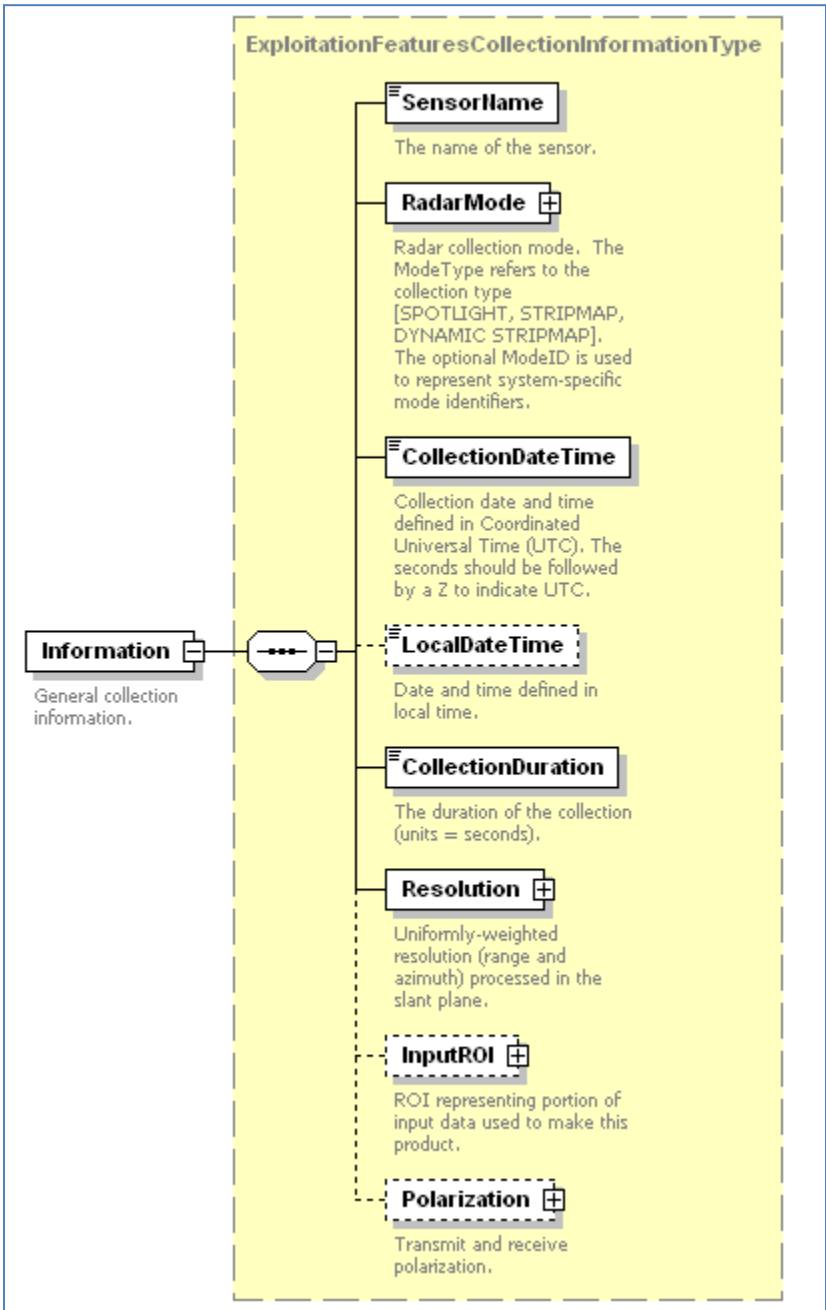 ExploitationFeaturesCollectionInformationType
SensorName
The name of the sensor.
RadarMode
Radar collection mode.  The
ModeType refers to the
collection type
[SPOTLIGHT, STRIPMAP,
DYNAMIC STRIPMAP].
The optional ModeID is used
to represent system-specific
mode identifiers.
CollectionDateTime
Collection date and time
defined in Coordinated
Universal Time (UTC). The
seconds should be followed
by a Z to indicate UTC.
Information
General collection
information.
LocalDateTime
Date and time defined in
local time.
CollectionDuration
The duration of the collection
(units = seconds).
Resolution
Uniformly-weighted
resolution (range and
azimuth) processed in the
slant plane.
InputROI
ROI representing portion of
input data used to make this
product.
Polarization
Transmit and receive
polarization.